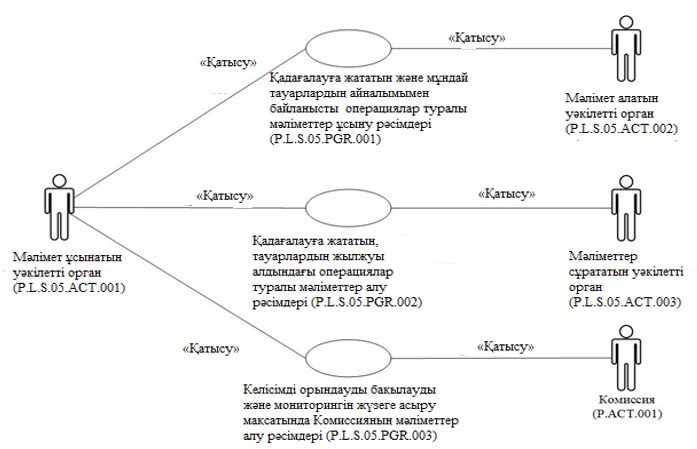 «Қатысу»
«Қатысу»
Қадағалауға жататын және мұндай
тауарлардың айналымымен
байланысты операциялар туралы
мәліметтер ұсыну рәсімдері
(P.L.S.05.PGR.001)
Мәлімет алатын
уәкілетті орган
(P.L.S.05.ACT.002)
«Қатысу»
«Қатысу»
Мәлімет ұсынатын
уәкілетті орган
(P.L.S.05.ACT.001)
Қадағалауға жататын,
тауарлардың жылжуы
алдындағы операциялар
туралы мәліметтер алу
рәсімдері (P.L.S.05.PGR.002)
Мәліметтер
сұрататын уәкілетті
орган
(P.L.S.05.ACT.003)
«Қатысу»
«Қатысу»
Келісімді орындауды бақылауды
және мониторингін жүзеге асыру
мақсатында Комиссияның мәліметтер
алу рәсімдері (P.L.S.05.PGR.003)
Комиссия
(P.ACT.001)